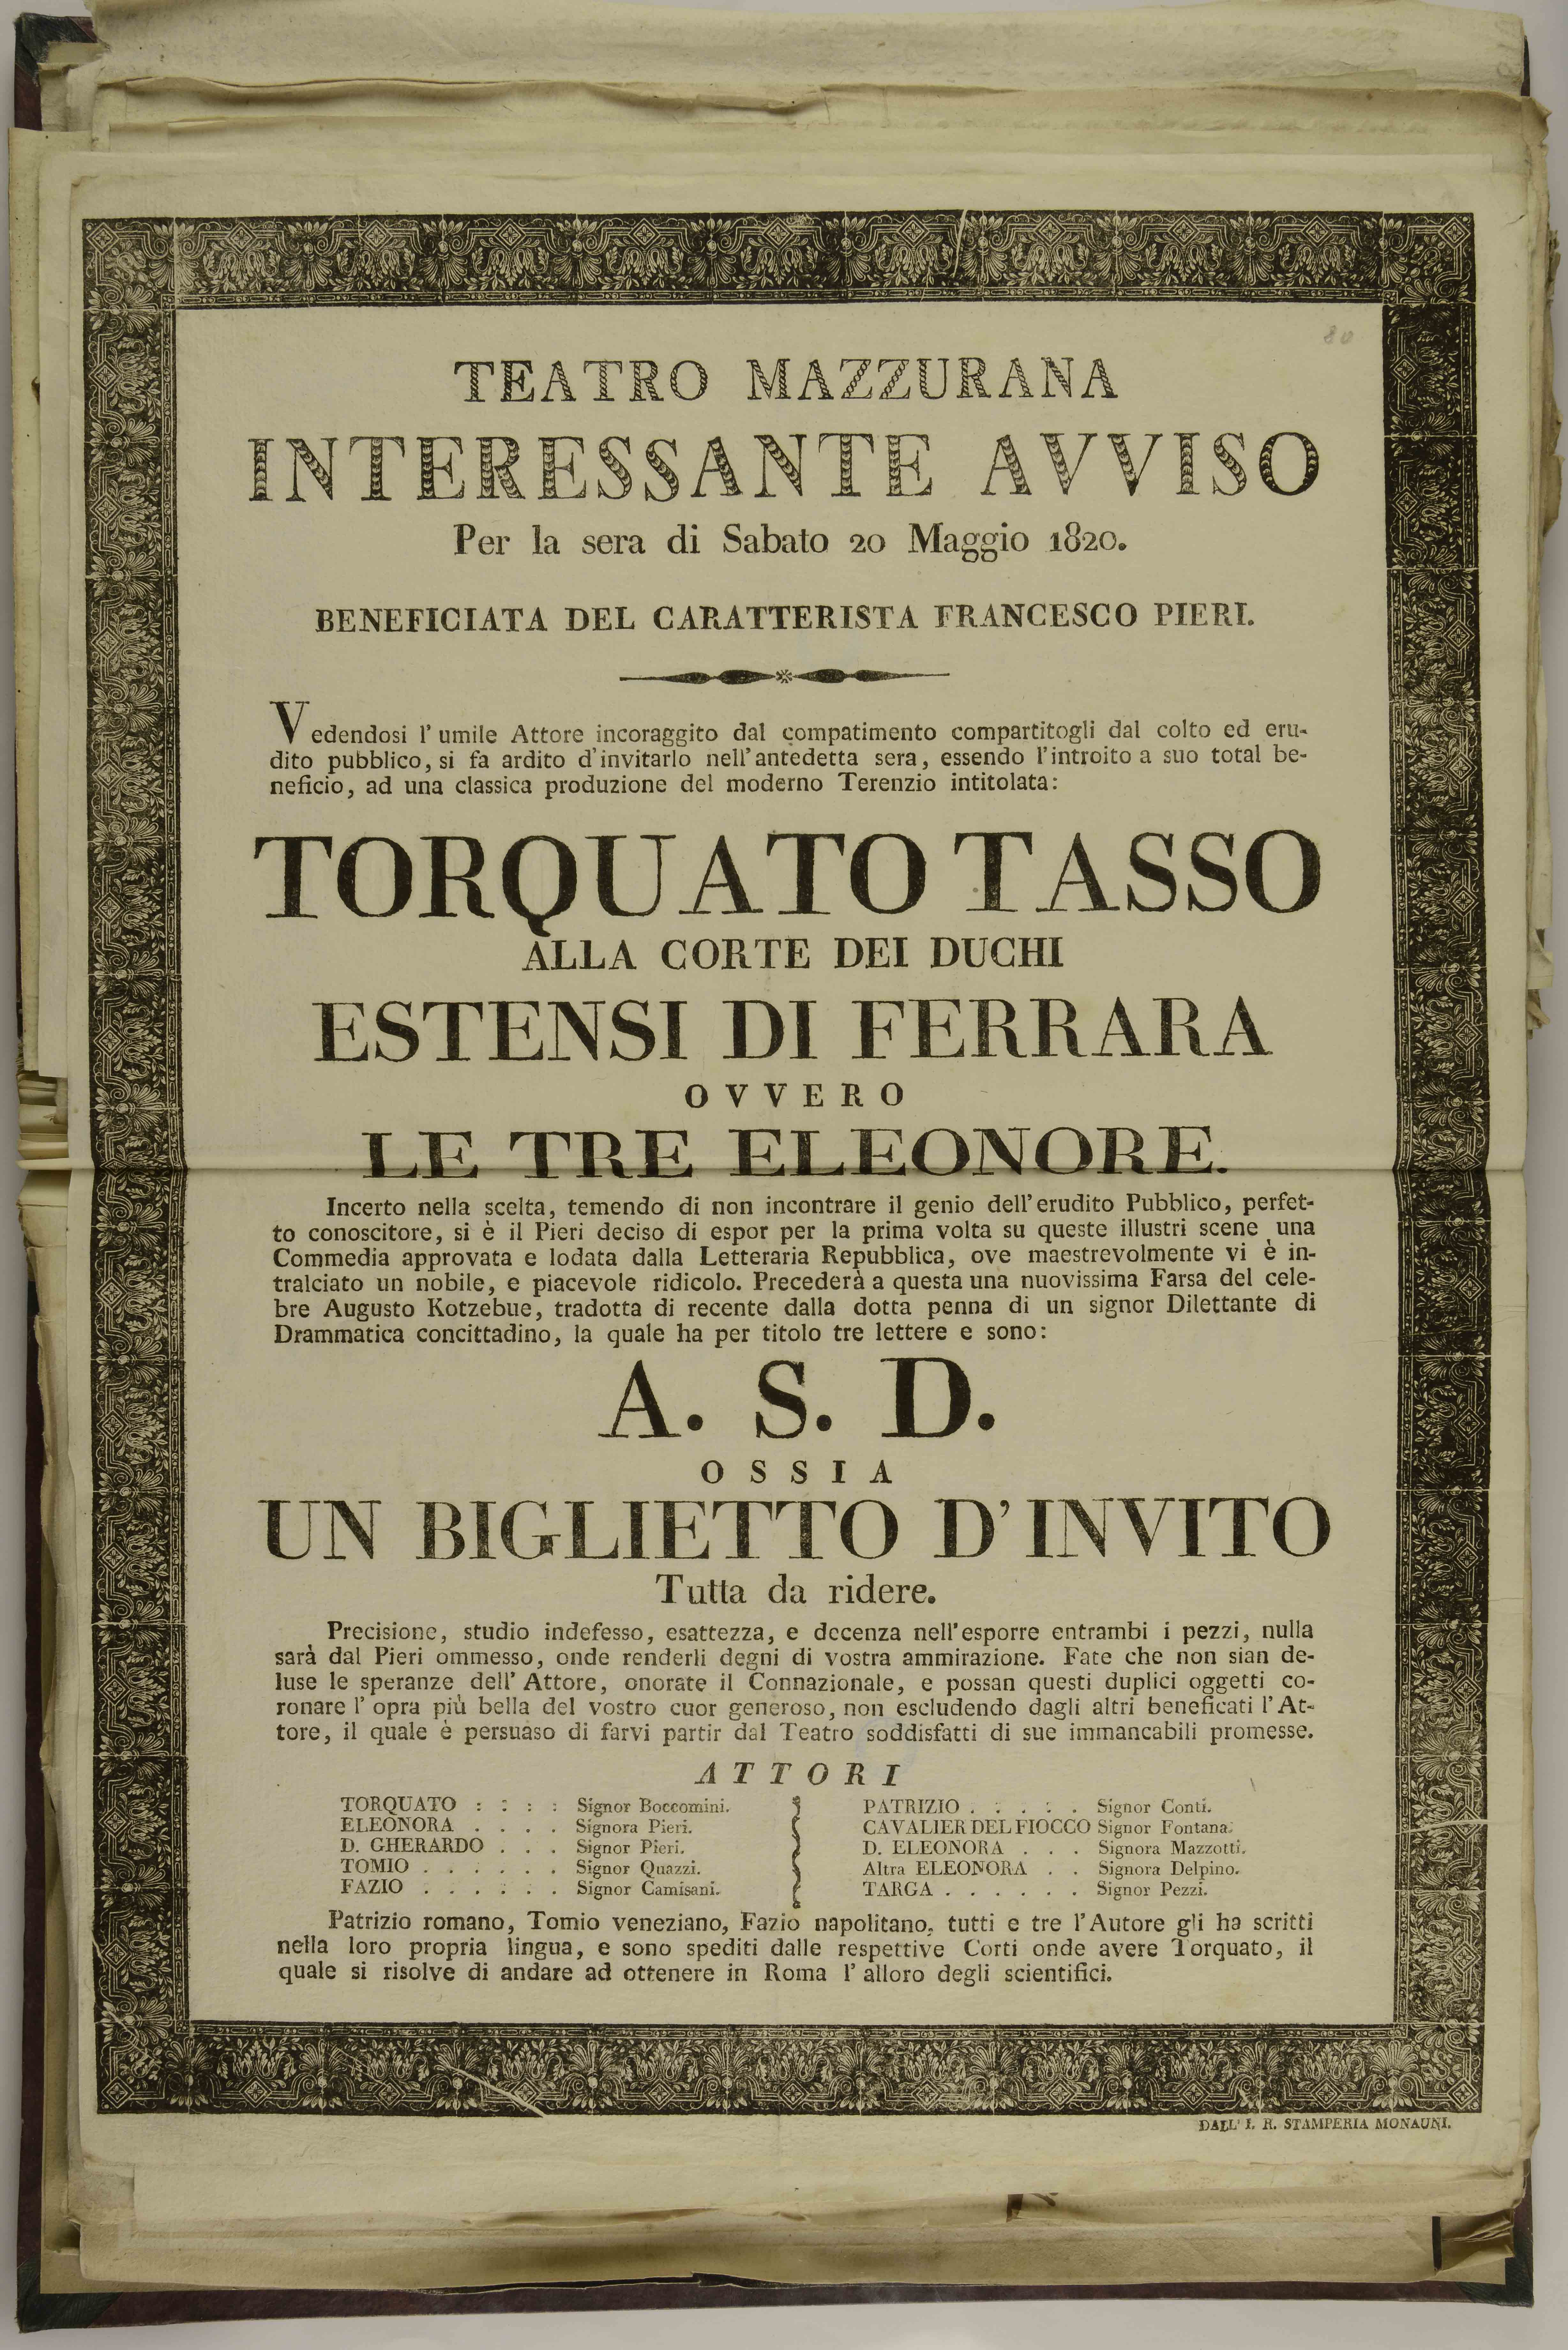 80
TEATRO MAZZURANA
INTERESSANTE AVVISO
Per la sera di Sabato 20 Maggio 1820.
BENEFICIATA DEL CARATTERISTA FRANCESCO PIERI.
Vedendosi l'umile Attore incoraggito dal compatimento compartitogli dal colto ed eru-
dito pubblico, si fa ardito d'invitarlo nell'antedetta sera, essendo l'introito a suo total be-
neficio, ad una classica produzione del moderno Terenzio intitolata:
TORQUATO TASSO
ALLA CORTE DEI DUCHI
ESTENSI DI FERRARA
OVVERO
LE TRE ELEONORE.
Incerto nella scelta, temendo di non incontrare il genio dell'erudito Pubblico, perfet-
to conoscitore, si è il Pieri deciso di espor per la prima volta su queste illustri scene una
Commedia approvata e lodata dalla Letteraria Repubblica, ove maestrevolmente vi è in-
tralciato un nobile, e piacevole ridicolo. Precederà a questa una nuovissima Farsa del cele-
bre Augusto Kotzebue, tradotta di recente dalla dotta penna di un signor Dilettante di
Drammatica concittadino, la quale ha per titolo tre lettere e sono:
A. S. D.
OSSIA
UN BIGLIETTO D'INVITO
Tutta da ridere.
Precisione, studio indefesso, esattezza, e decenza nell'esporre entrambi i pezzi, nulla
sarà dal Pieri ommesso, onde renderli degni di vostra ammirazione. Fate che non sian de-
luse le speranze dell'Attore, onorate il Connazionale, e possan questi duplici oggetti co-
ronare l'opra più bella del vostro cuor generoso, non escludendo dagli altri beneficati l'At-
tore, il quale è persuaso di farvi partir dal Teatro soddisfatti di sue immancabili promesse.
ATTORI
TORQUATO : : : : Signor Boccomini.
ELEONORA . . . . Signora Pieri.
D. GHERARDO . . . Signor Pieri.
TOMIO . . . . . . Signor Quazzi.
FAZIO . . . . . . Signor Camisani.
PATRIZIO . . . . . Signor Conti.
CAVALIER DEL FIOCCO Signor Fontana.
D. ELEONORA . . . Signora Mazzotti.
Altra ELEONORA . . Signora Delpino.
TARGA . . . . . . Signor Pezzi.
Patrizio romano, Tomio veneziano, Fazio napolitano, tutti e tre l'Autore gli ha scritti
nella loro propria lingua, e sono spediti dalle respettive Corti onde avere Torquato, il
quale si risolve di andare ad ottenere in Roma l'alloro degli scientifici.
DALL' I. R. STAMPERIA MONAUNI.